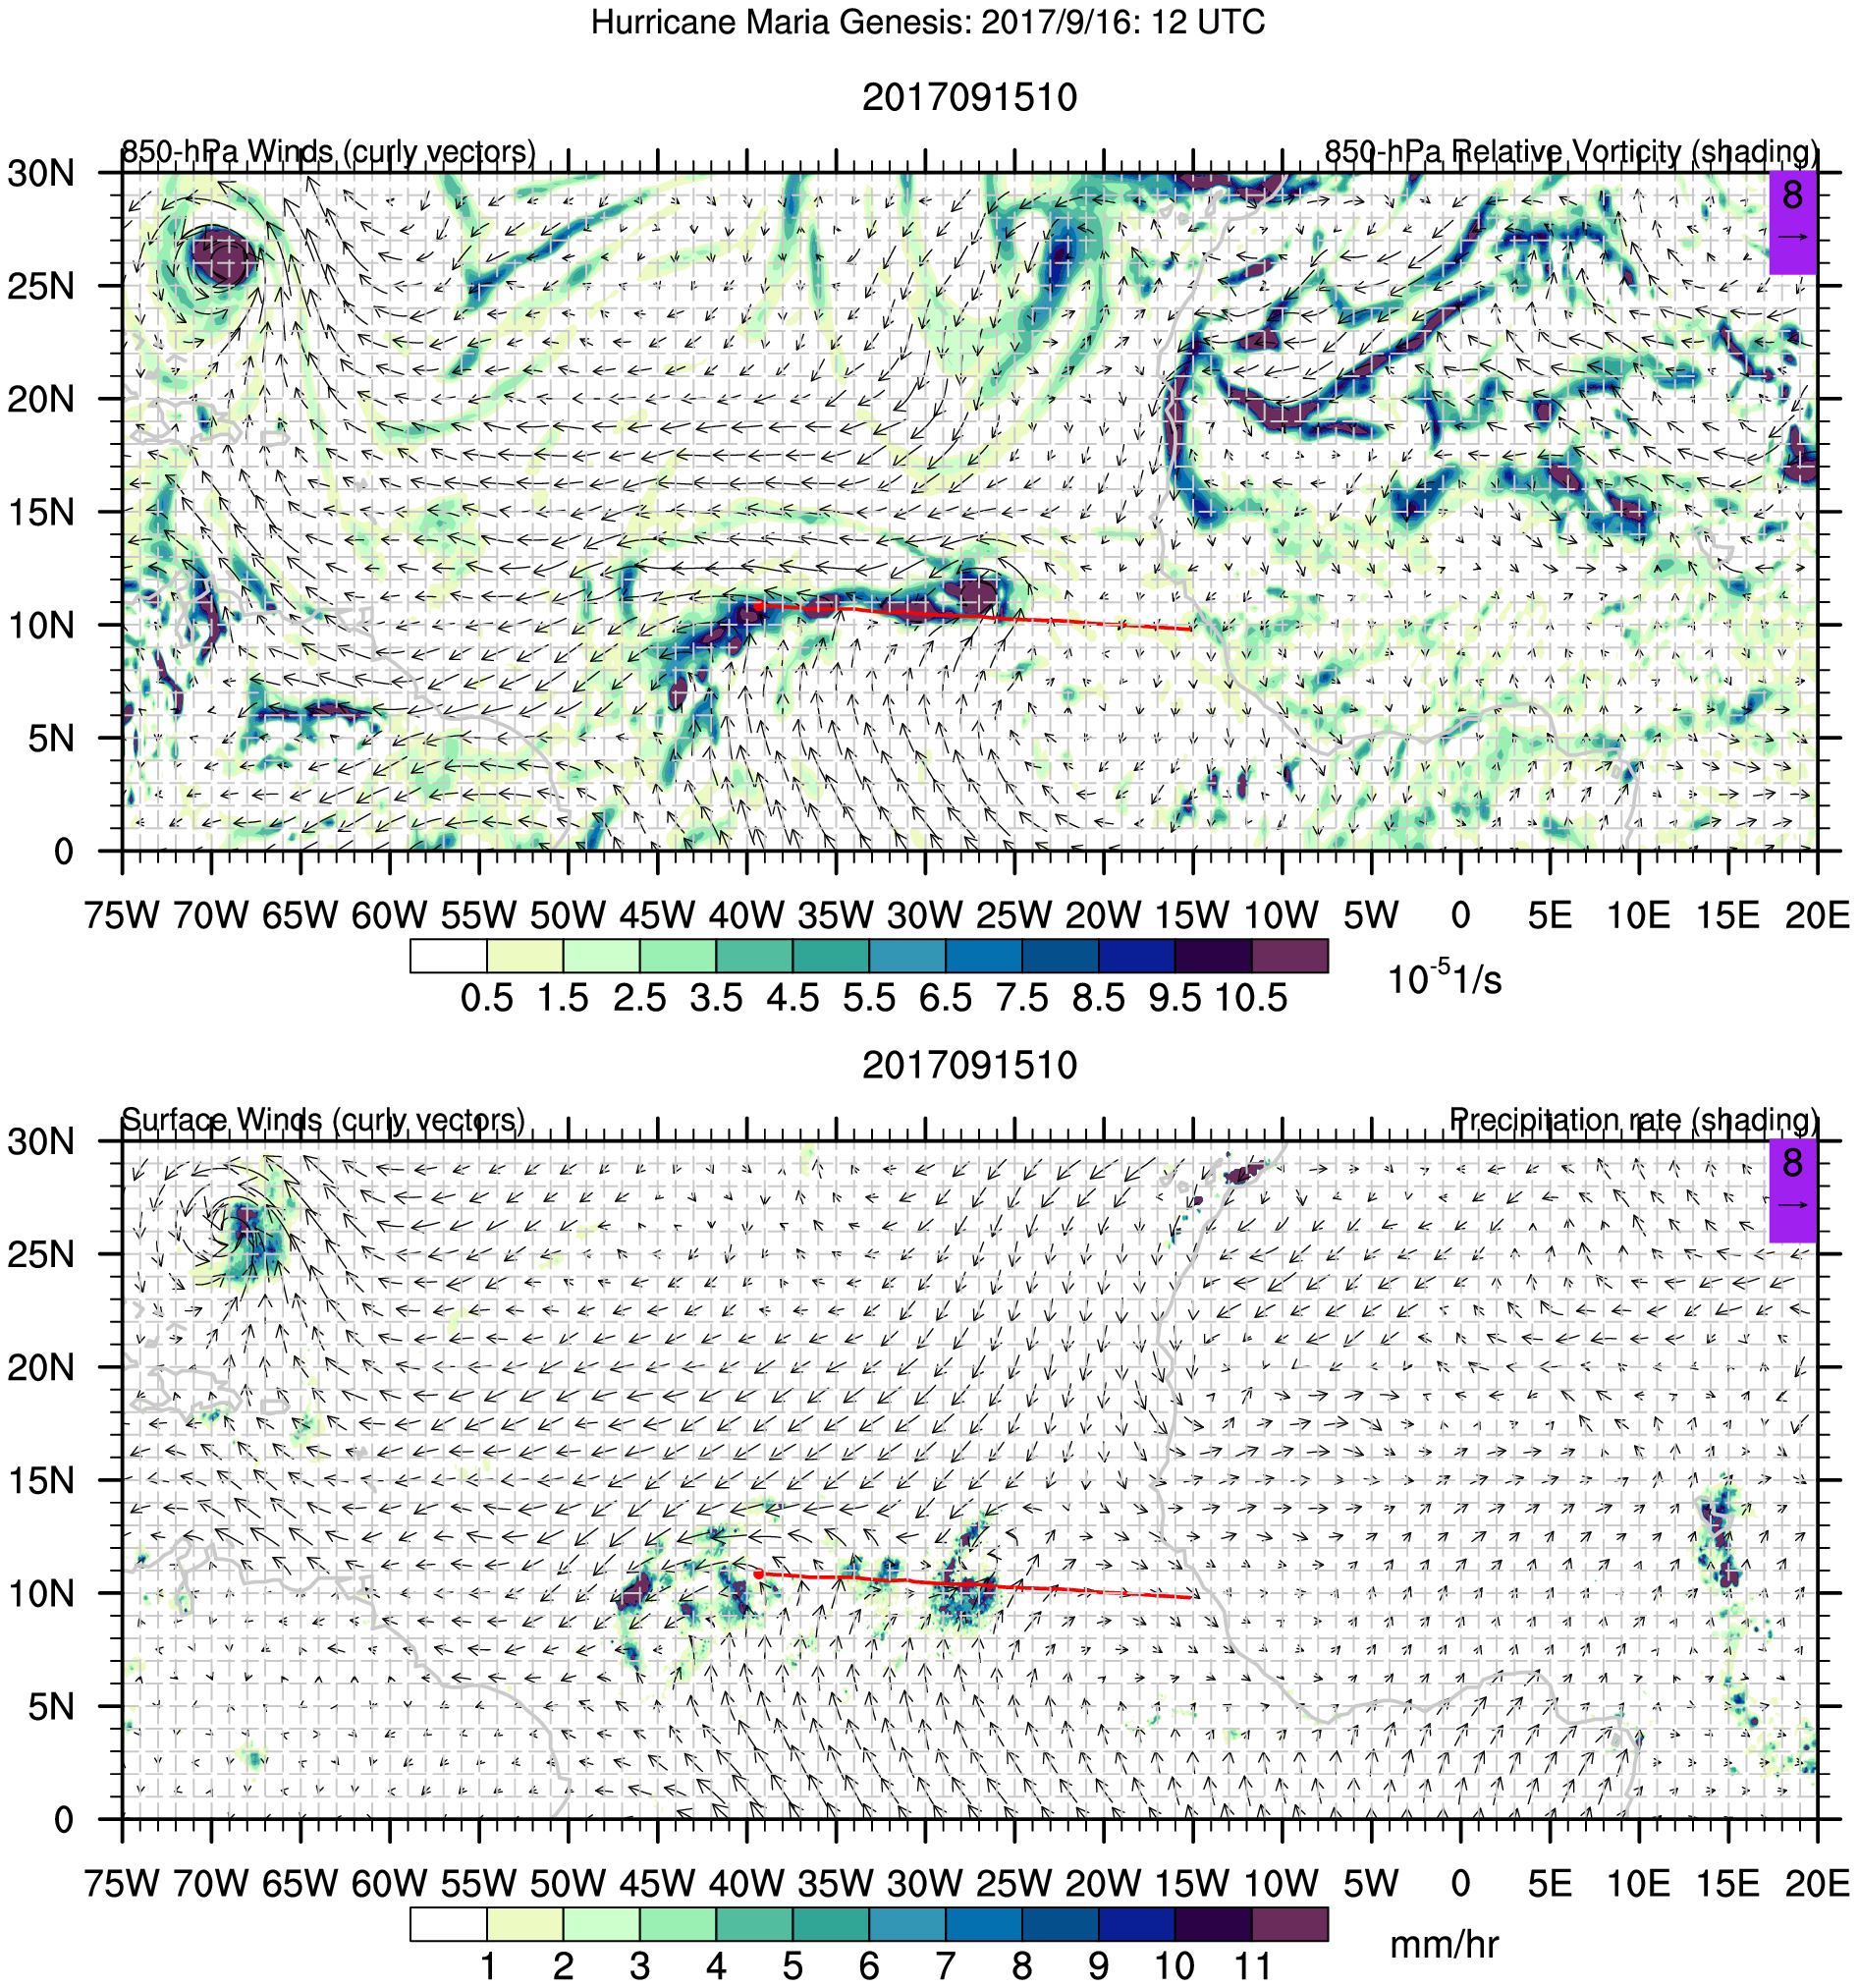 Hurricane Maria Genesis: 2017/9/16: 12 UTC
2017091510
850-hPa Winds (curly vectors) 850-hPa Relative Vorticity (shading)
8
30N
25N
20N
15N
10N
5N
0
75W 70W 65W 60W 55W 50W 45W 40W 35W 30W 25W 20W 15W 10W 5W 0 5E 10E 15E 20E
0.5 1.5 2.5 3.5 4.5 5.5 6.5 7.5 8.5 9.5 10.5
10⁻⁵1/s
2017091510
Surface Winds (curly vectors) Precipitation rate (shading)
8
30N
25N
20N
15N
10N
5N
0
75W 70W 65W 60W 55W 50W 45W 40W 35W 30W 25W 20W 15W 10W 5W 0 5E 10E 15E 20E
1 2 3 4 5 6 7 8 9 10 11
mm/hr